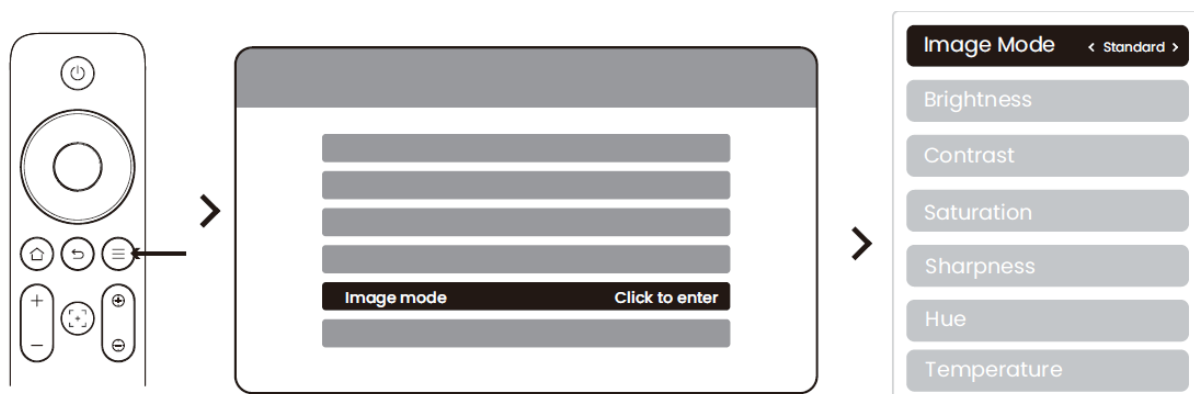 Image mode Click to enter
Image Mode < Standard >
Brightness
Contrast
Saturation
Sharpness
Hue
Temperature